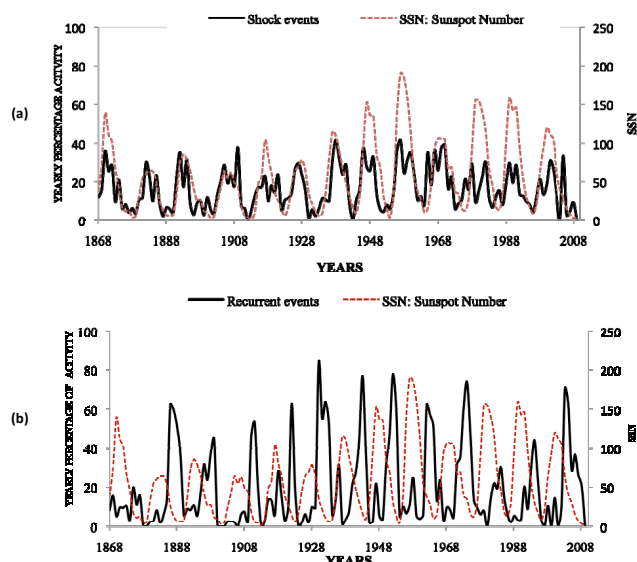 Shock events SSN: Sunspot Number
(a)
YEARLY PERCENTAGE ACTIVITY
100
80
60
40
20
0
250
200
150
100
50
0
SSN
1868 1888 1908 1928 1948 1968 1988 2008
YEARS
Recurrent events SSN: Sunspot Number
(b)
YEARLY PERCENTAGE OF ACTIVITY
100
80
60
40
20
0
250
200
150
100
50
0
SSN
1868 1888 1908 1928 1948 1968 1988 2008
YEARS